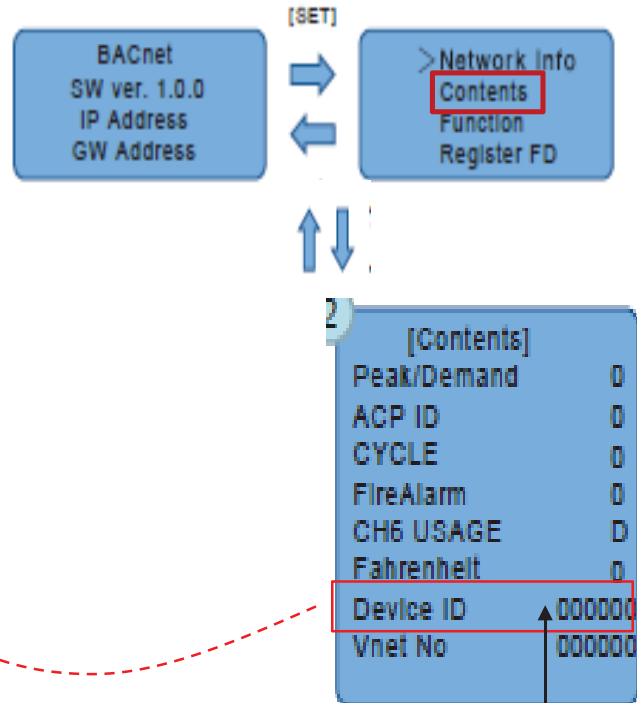 [SET]
BACnet
SW ver. 1.0.0
IP Address
GW Address
>Network Info
Contents
Function
Register FD
2
[Contents]
Peak/Demand 0
ACP ID 0
CYCLE 0
FireAlarm 0
CH6 USAGE D
Fahrenheit 0
Device ID 000000
Vnet No 000000